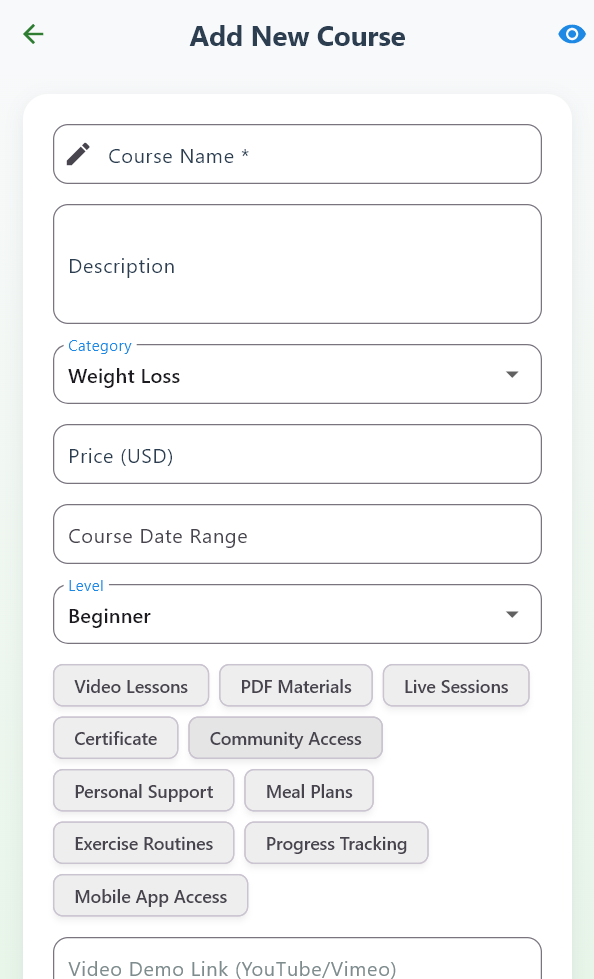 Add New Course
Course Name *
Description
Category
Weight Loss
Price (USD)
Course Date Range
Level
Beginner
Video Lessons PDF Materials Live Sessions
Certificate Community Access
Personal Support Meal Plans
Exercise Routines Progress Tracking
Mobile App Access
Video Demo Link (YouTube/Vimeo)